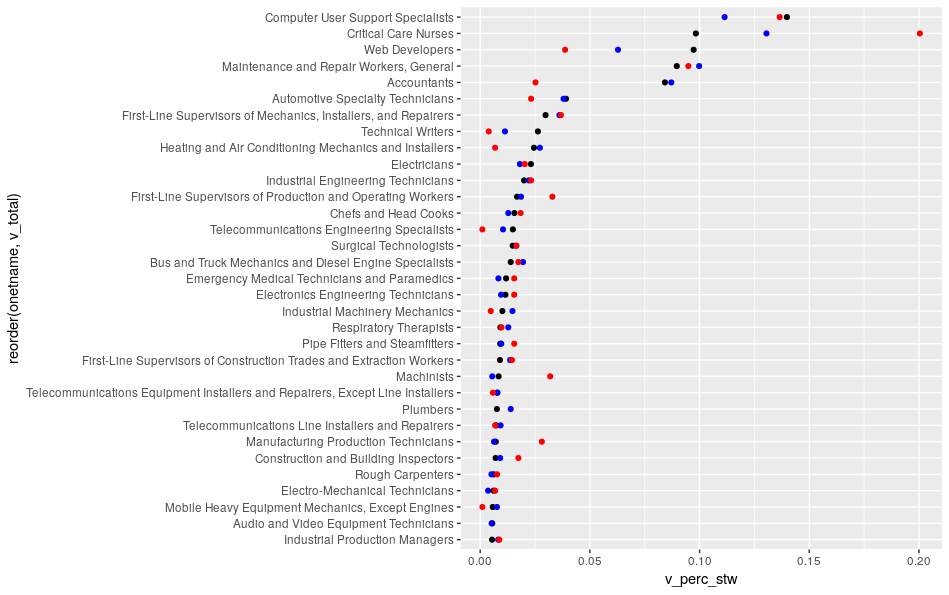 Computer User Support Specialists
Critical Care Nurses
Web Developers
Maintenance and Repair Workers, General
Accountants
Automotive Specialty Technicians
First-Line Supervisors of Mechanics, Installers, and Repairers
Technical Writers
Heating and Air Conditioning Mechanics and Installers
Electricians
Industrial Engineering Technicians
First-Line Supervisors of Production and Operating Workers
Chefs and Head Cooks
Telecommunications Engineering Specialists
Surgical Technologists
Bus and Truck Mechanics and Diesel Engine Specialists
Emergency Medical Technicians and Paramedics
Electronics Engineering Technicians
Industrial Machinery Mechanics
Respiratory Therapists
Pipe Fitters and Steamfitters
First-Line Supervisors of Construction Trades and Extraction Workers
Machinists
Telecommunications Equipment Installers and Repairers, Except Line Installers
Plumbers
Telecommunications Line Installers and Repairers
Manufacturing Production Technicians
Construction and Building Inspectors
Rough Carpenters
Electro-Mechanical Technicians
Mobile Heavy Equipment Mechanics, Except Engines
Audio and Video Equipment Technicians
Industrial Production Managers
reorder(onetname, v_total)
0.00 0.05 0.10 0.15 0.20
v_perc_stw